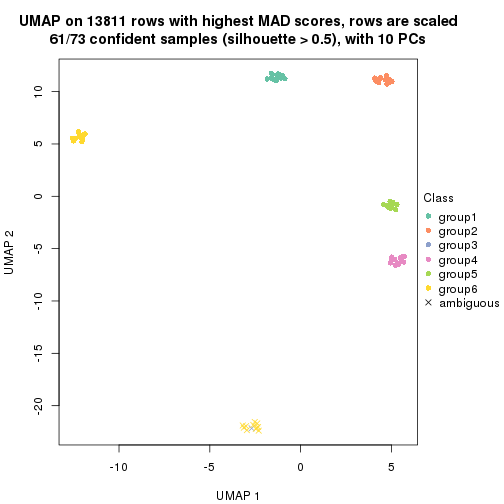 UMAP on 13811 rows with highest MAD scores, rows are scaled
61/73 confident samples (silhouette > 0.5), with 10 PCs
10
5
0
-5
-10
-15
-20
UMAP 2
-10
-5
0
5
UMAP 1
Class
group1
group2
group3
group4
group5
group6
ambiguous